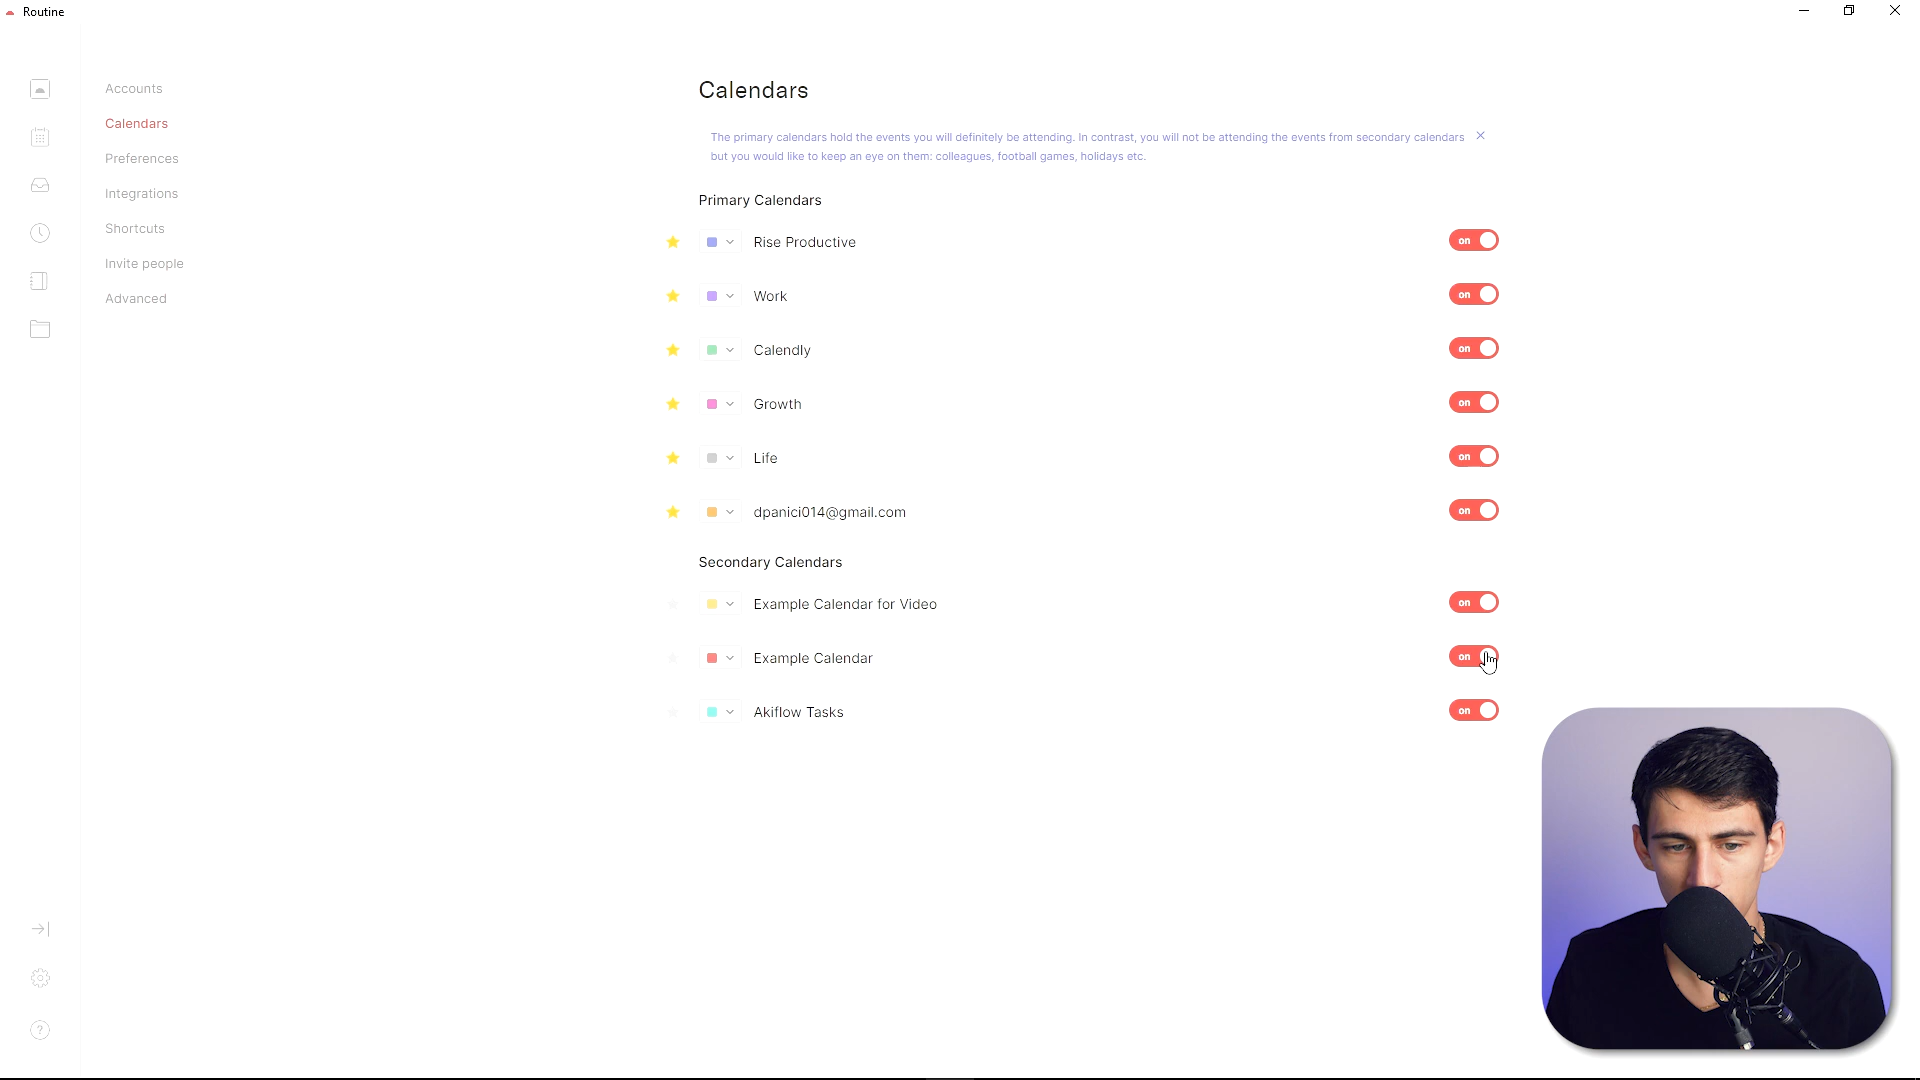 Routine
Accounts
Calendars
Preferences
Integrations
Shortcuts
Invite people
Advanced
Calendars
The primary calendars hold the events you will definitely be attending. In contrast, you will not be attending the events from secondary calendars
but you would like to keep an eye on them: colleagues, football games, holidays etc.
Primary Calendars
Rise Productive on
Work on
Calendly on
Growth on
Life on
dpanici014@gmail.com on
Secondary Calendars
Example Calendar for Video on
Example Calendar on
Akiflow Tasks on
?